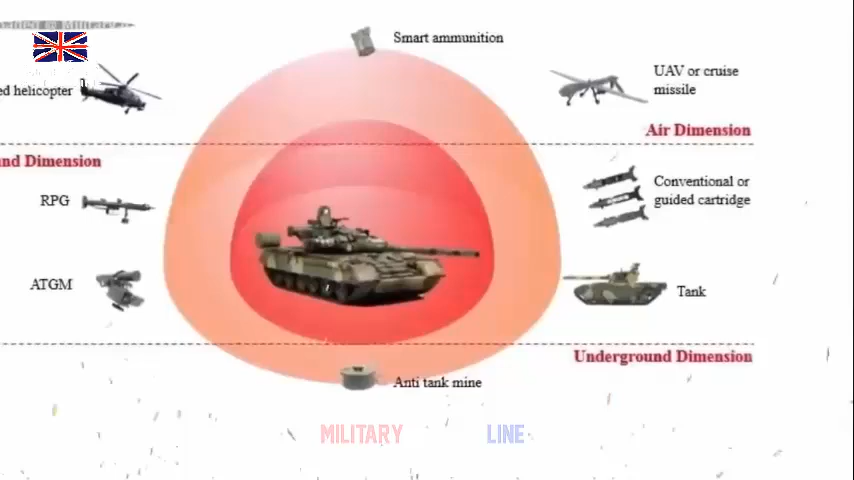 Smart ammunition
ed helicopter
UAV or cruise
missile
Air Dimension
nd Dimension
RPG
Conventional or
guided cartridge
ATGM
Tank
Underground Dimension
Anti tank mine
MILITARY LINE